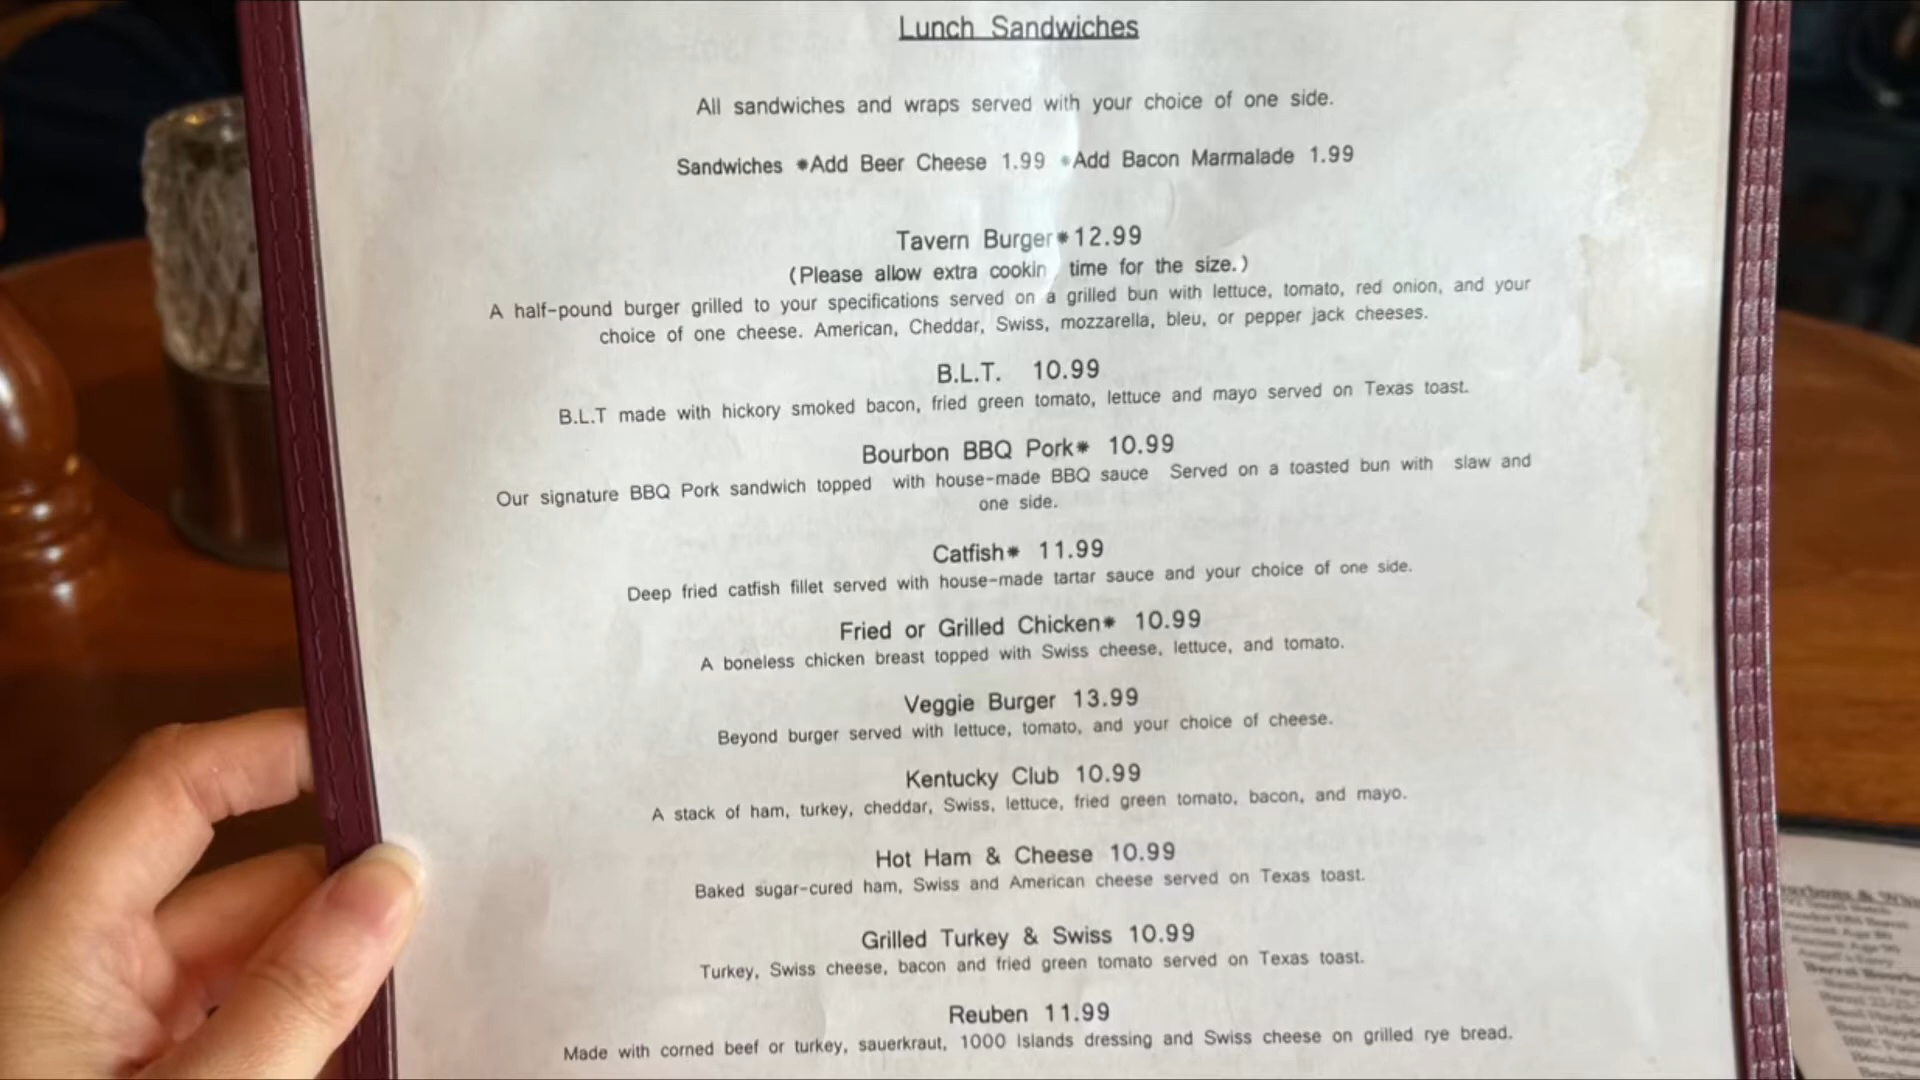 Lunch Sandwiches
All sandwiches and wraps served with your choice of one side.
Sandwiches *Add Beer Cheese 1.99 *Add Bacon Marmalade 1.99
Tavern Burger*12.99
(Please allow extra cookin time for the size.)
A half-pound burger grilled to your specifications served on a grilled bun with lettuce, tomato, red onion, and your
choice of one cheese. American, Cheddar, Swiss, mozzarella, bleu, or pepper jack cheeses.
B.L.T. 10.99
B.L.T made with hickory smoked bacon, fried green tomato, lettuce and mayo served on Texas toast.
Bourbon BBQ Pork* 10.99
Our signature BBQ Pork sandwich topped with house-made BBQ sauce Served on a toasted bun with slaw and
one side.
Catfish* 11.99
Deep fried catfish fillet served with house-made tartar sauce and your choice of one side.
Fried or Grilled Chicken* 10.99
A boneless chicken breast topped with Swiss cheese, lettuce, and tomato.
Veggie Burger 13.99
Beyond burger served with lettuce, tomato, and your choice of cheese.
Kentucky Club 10.99
A stack of ham, turkey, cheddar, Swiss, lettuce, fried green tomato, bacon, and mayo.
Hot Ham & Cheese 10.99
Baked sugar-cured ham, Swiss and American cheese served on Texas toast.
Grilled Turkey & Swiss 10.99
Turkey, Swiss cheese, bacon and fried green tomato served on Texas toast.
Reuben 11.99
Made with corned beef or turkey, sauerkraut, 1000 Islands dressing and Swiss cheese on grilled rye bread.